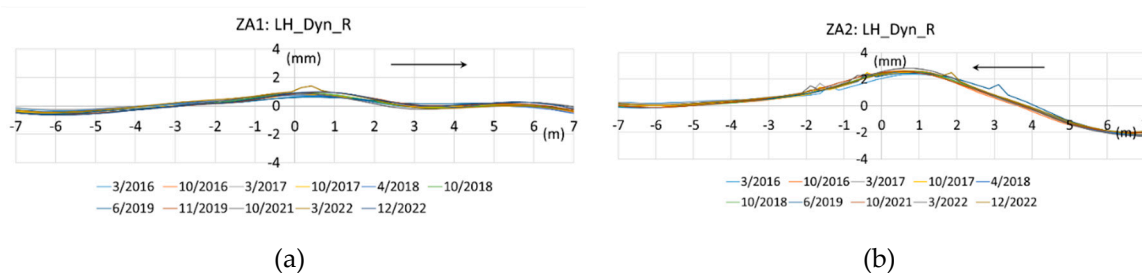 ZA1: LH_Dyn_R
4
(mm)
2
0
-7 -6 -5 -4 -3 -2 -1 0 1 2 3 4 5 6 7
(m)
-2
-4
3/2016 10/2016 3/2017 10/2017 4/2018 10/2018
6/2019 11/2019 10/2021 3/2022 12/2022
(a)
ZA2: LH_Dyn_R
4
(mm)
2
0
-7 -6 -5 -4 -3 -2 -1 0 1 2 3 4 5 6
(m)
-2
-4
3/2016 10/2016 3/2017 10/2017 4/2018
10/2018 6/2019 10/2021 3/2022 12/2022
(b)